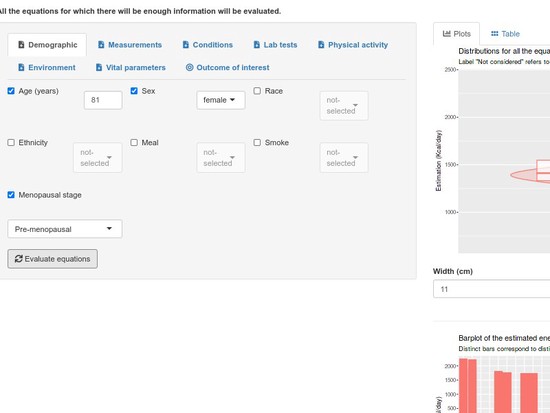 All the equations for which there will be enough information will be evaluated.
Demographic
Measurements
Conditions
Lab tests
Physical activity
Environment
Vital parameters
Outcome of interest
Age (years)
81
Sex
female
Race
not-
selected
Ethnicity
not-
selected
Meal
not-
selected
Smoke
not-
selected
Menopausal stage
Pre-menopausal
Evaluate equations
Plots
Table
Distributions for all the equa
Label "Not considered" refers to
Estimation (Kcal/day)
2500
2000
1500
1000
Width (cm)
11
Barplot of the estimated ene
Distinct bars correspond to disti
2000
1500
1000
500
al/day)